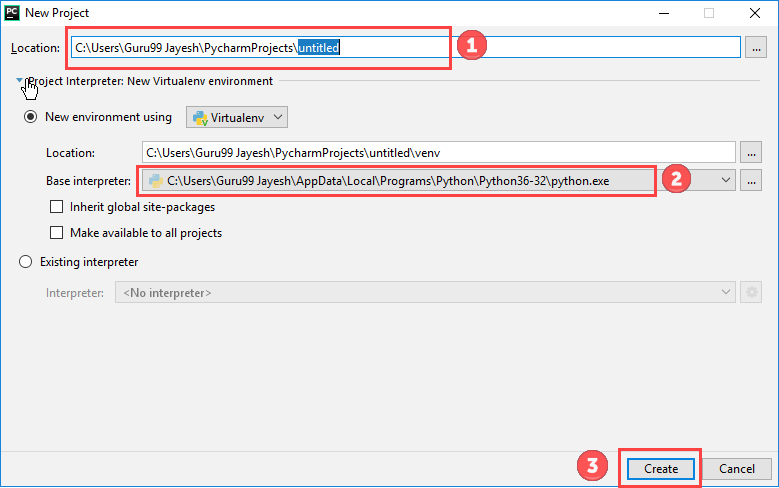 PC New Project
Location: C:\Users\Guru99 Jayesh\PycharmProjects\untitled ...
1
Project Interpreter: New Virtualenv environment
New environment using Virtualenv
Location: C:\Users\Guru99 Jayesh\PycharmProjects\untitled\venv ...
Base interpreter: C:\Users\Guru99 Jayesh\AppData\Local\Programs\Python\Python36-32\python.exe 2 ...
Inherit global site-packages
Make available to all projects
Existing interpreter
Interpreter: <No interpreter>
3 Create Cancel